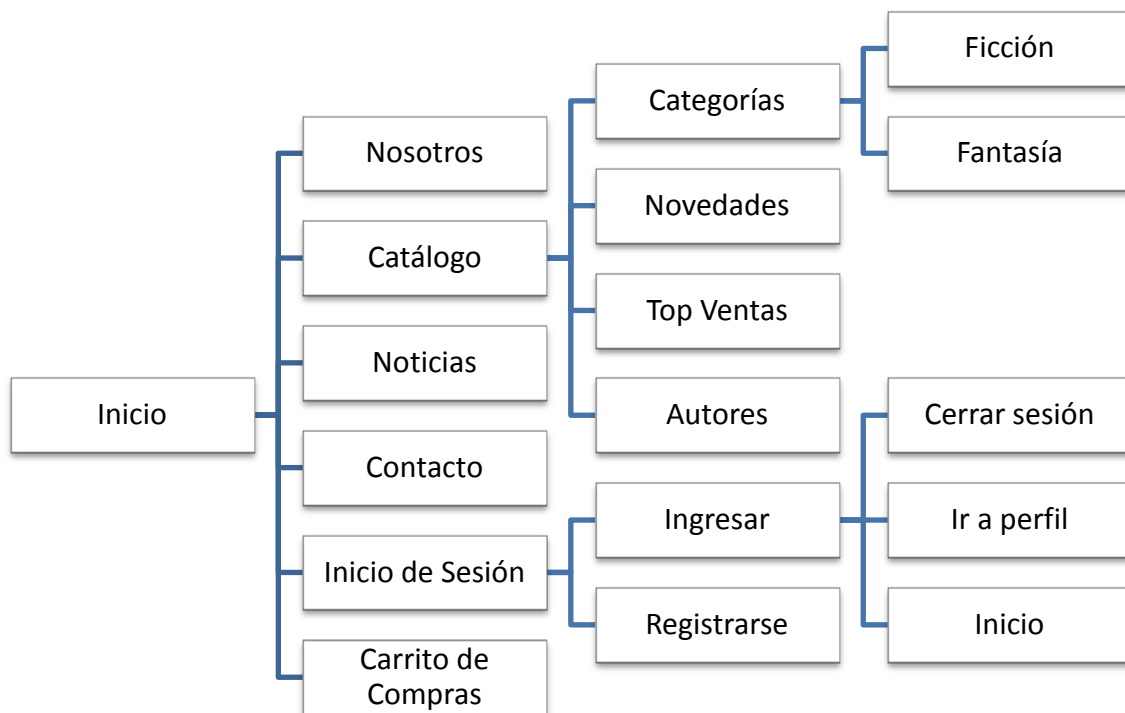 Inicio
Nosotros
Catálogo
Noticias
Contacto
Inicio de Sesión
Carrito de
Compras
Categorías
Novedades
Top Ventas
Autores
Ingresar
Registrarse
Ficción
Fantasía
Cerrar sesión
Ir a perfil
Inicio